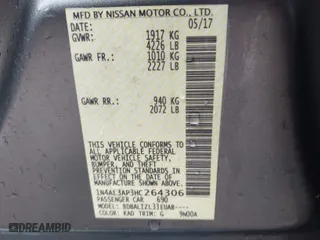 MFD BY NISSAN MOTOR CO., LTD.
DATE: 05/17
GVWR: 1917 KG
4226 LB
GAWR FR.: 1010 KG
2227 LB
GAWR RR.: 940 KG
2072 LB
THIS VEHICLE CONFORMS
TO ALL APPLICABLE FEDERAL
MOTOR VEHICLE SAFETY,
BUMPER, AND THEFT
PREVENTION STANDARDS
IN EFFECT ON THE DATE
OF MANUFACTURE SHOWN
ABOVE.
1N4AL3AP3HC264306
PASSENGER CAR 690
MODEL: BDBALIZL33EUAB----
COLOR: KAD TRIM: G 9N00A